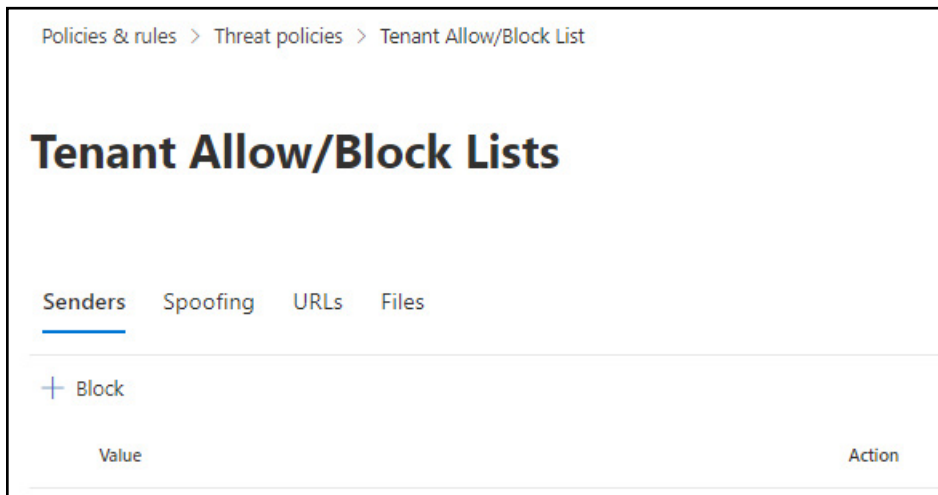 Policies & rules > Threat policies > Tenant Allow/Block List
Tenant Allow/Block Lists
Senders Spoofing URLs Files
+ Block
Value Action